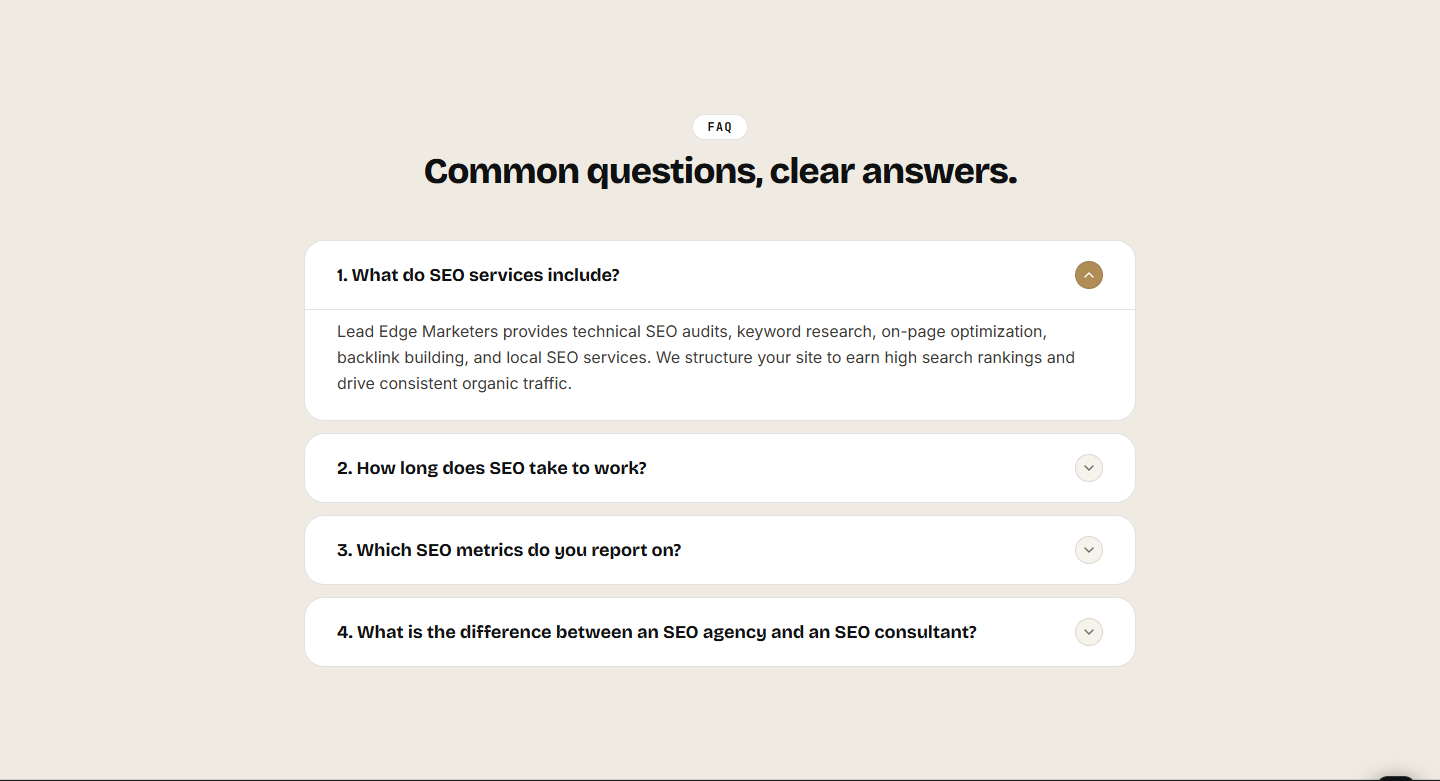 FAQ
Common questions, clear answers.
1. What do SEO services include?
Lead Edge Marketers provides technical SEO audits, keyword research, on-page optimization,
backlink building, and local SEO services. We structure your site to earn high search rankings and
drive consistent organic traffic.
2. How long does SEO take to work?
3. Which SEO metrics do you report on?
4. What is the difference between an SEO agency and an SEO consultant?